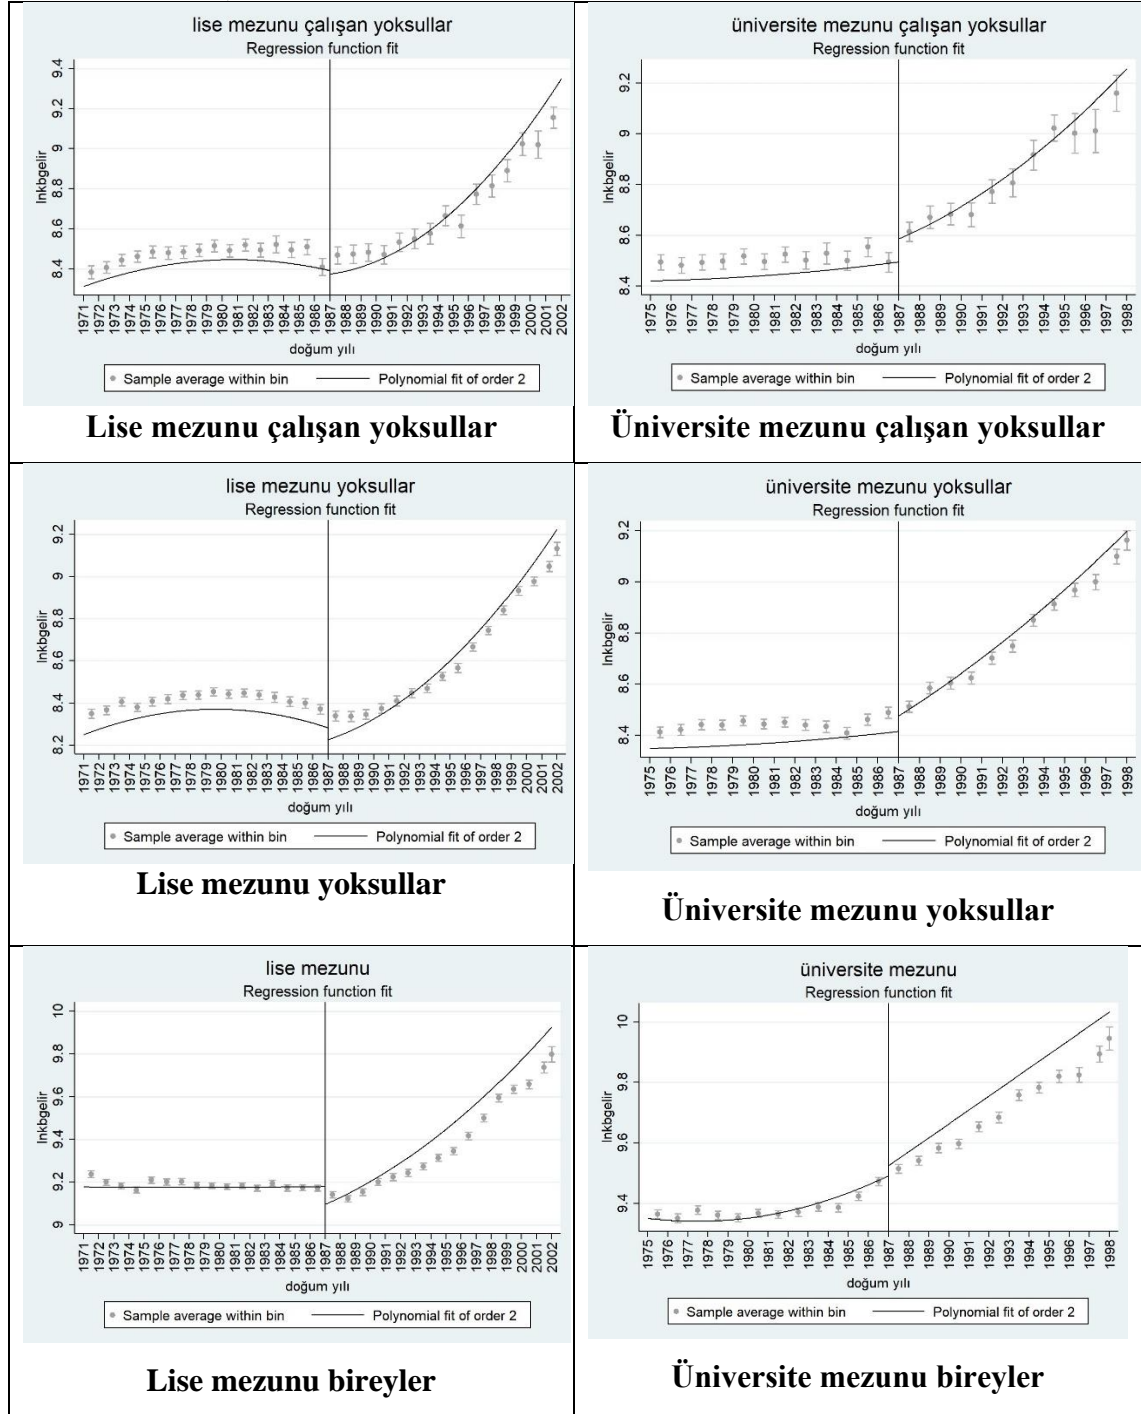 lise mezunu çalışan yoksullar
Regression function fit
9.4
9.2
9
8.8
8.6
8.4
lnkbgelir
1971 1972 1973 1974 1975 1976 1977 1978 1979 1980 1981 1982 1983 1984 1985 1986 1987 1988 1989 1990 1991 1992 1993 1994 1995 1996 1997 1998 1999 2000 2001 2002
doğum yılı
Sample average within bin Polynomial fit of order 2
Lise mezunu çalışan yoksullar
üniversite mezunu çalışan yoksullar
Regression function fit
9.2
9
8.8
8.6
8.4
lnkbgelir
1975 1976 1977 1978 1979 1980 1981 1982 1983 1984 1985 1986 1987 1988 1989 1990 1991 1992 1993 1994 1995 1996 1997 1998
doğum yılı
Sample average within bin Polynomial fit of order 2
Üniversite mezunu çalışan yoksullar
lise mezunu yoksullar
Regression function fit
9.2
9
8.8
8.6
8.4
8.2
lnkbgelir
1971 1972 1973 1974 1975 1976 1977 1978 1979 1980 1981 1982 1983 1984 1985 1986 1987 1988 1989 1990 1991 1992 1993 1994 1995 1996 1997 1998 1999 2000 2001 2002
doğum yılı
Sample average within bin Polynomial fit of order 2
Lise mezunu yoksullar
üniversite mezunu yoksullar
Regression function fit
9.2
9
8.8
8.6
8.4
lnkbgelir
1975 1976 1977 1978 1979 1980 1981 1982 1983 1984 1985 1986 1987 1988 1989 1990 1991 1992 1993 1994 1995 1996 1997 1998
doğum yılı
Sample average within bin Polynomial fit of order 2
Üniversite mezunu yoksullar
lise mezunu
Regression function fit
10
9.8
9.6
9.4
9.2
9
lnkbgelir
1971 1972 1973 1974 1975 1976 1977 1978 1979 1980 1981 1982 1983 1984 1985 1986 1987 1988 1989 1990 1991 1992 1993 1994 1995 1996 1997 1998 1999 2000 2001 2002
doğum yılı
Sample average within bin Polynomial fit of order 2
Lise mezunu bireyler
üniversite mezunu
Regression function fit
10
9.8
9.6
9.4
lnkbgelir
1975 1976 1977 1978 1979 1980 1981 1982 1983 1984 1985 1986 1987 1988 1989 1990 1991 1992 1993 1994 1995 1996 1997 1998
doğum yılı
Sample average within bin Polynomial fit of order 2
Üniversite mezunu bireyler